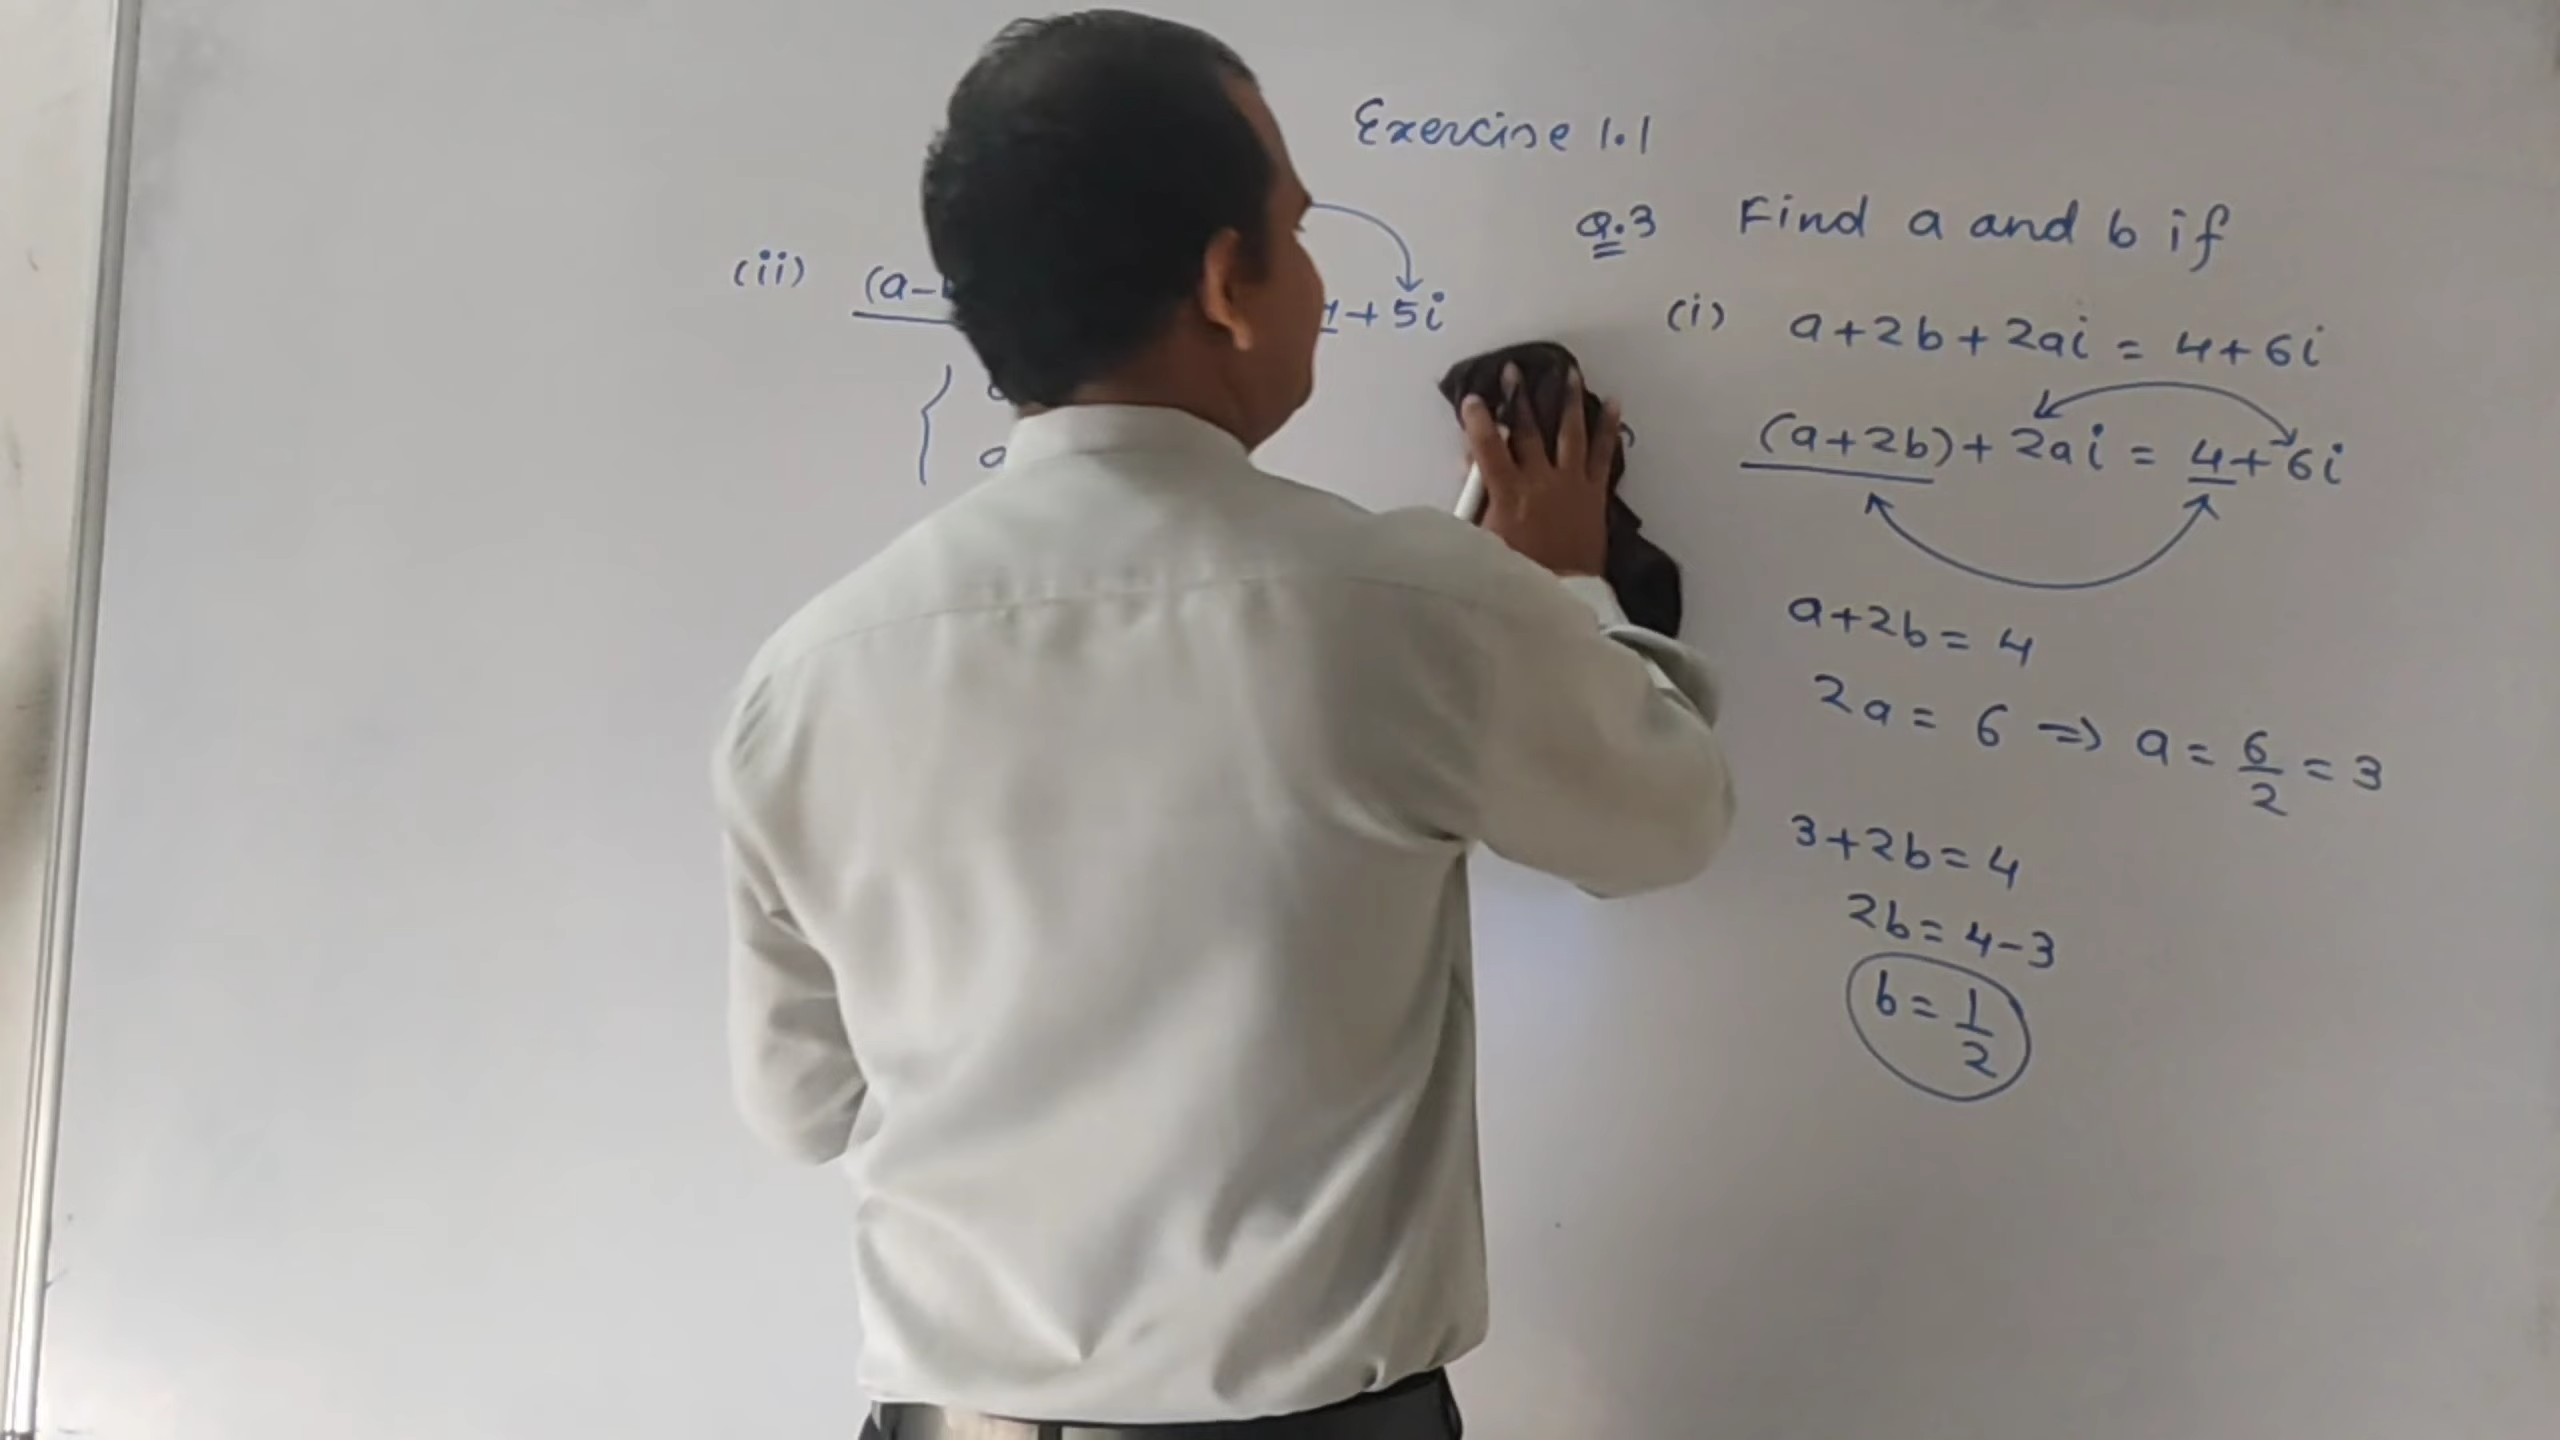 Exercise 1.1
Q.3 Find a and b if
(i) a+2b+2ai = 4+6i
(a+2b)+2ai = 4+6i
a+2b=4
2a=6 ⇒ a=6/2=3
3+2b=4
2b=4-3
b=1/2
(ii) (a- +5i
{
a